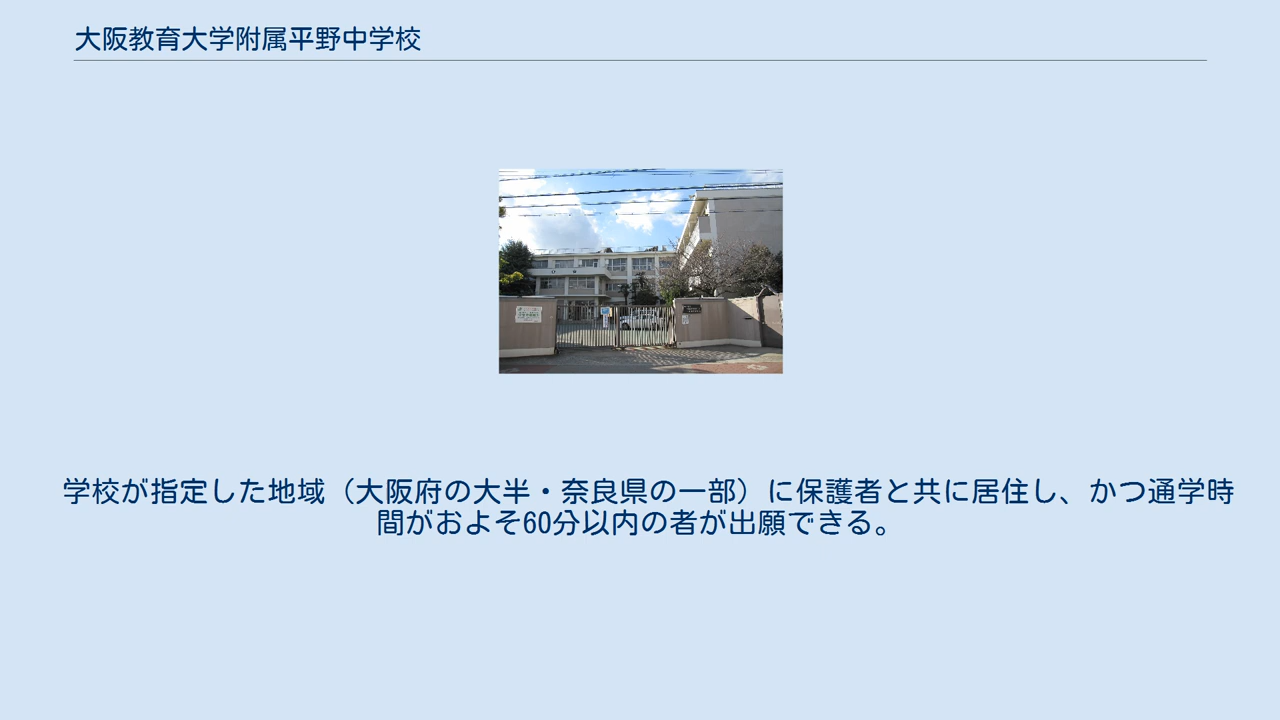 大阪教育大学附属平野中学校
学校が指定した地域（大阪府の大半・奈良県の一部）に保護者と共に居住し、かつ通学時
間がおよそ60分以内の者が出願できる。